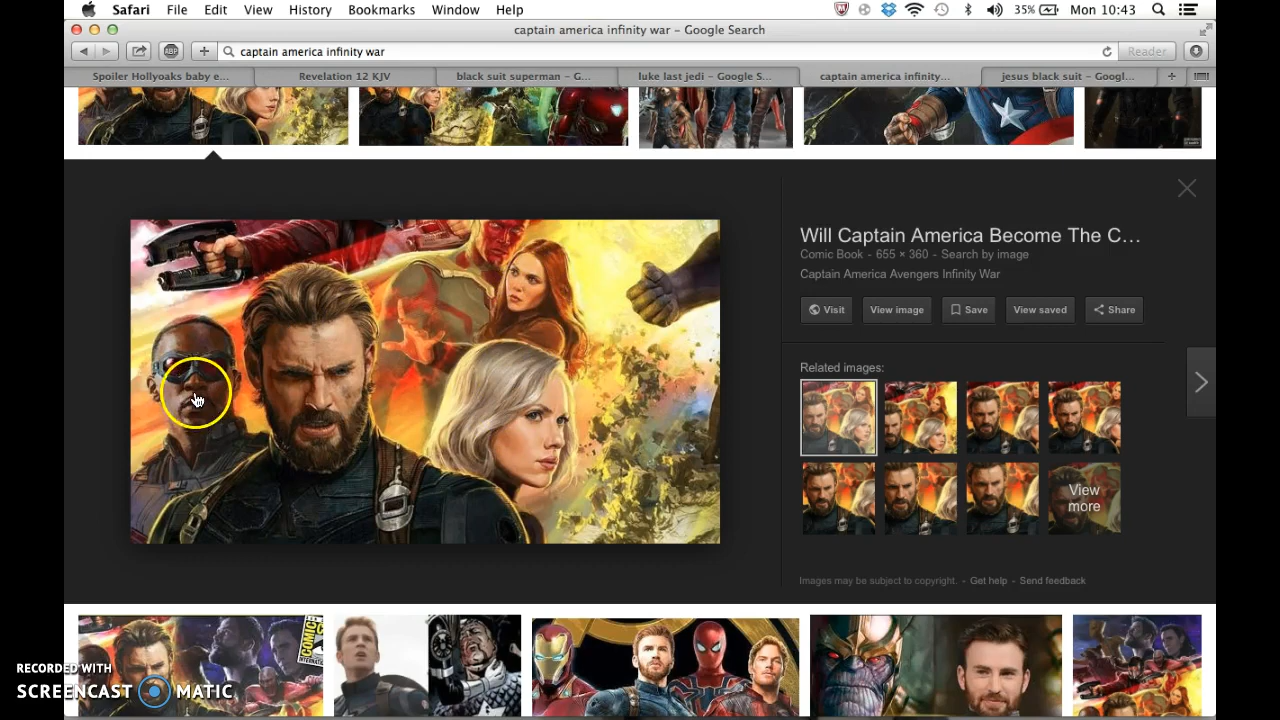 Safari File Edit View History Bookmarks Window Help 35% Mon 10:43
captain america infinity war – Google Search
ABP captain america infinity war Reader
Spoiler Hollyoaks baby e... Revelation 12 KJV black suit superman – G... luke last jedi – Google S... captain america infinity... jesus black suit – Googl...
Will Captain America Become The C...
Comic Book - 655 × 360 - Search by image
Captain America Avengers Infinity War
Visit View image Save View saved Share
Related images:
View
more
Images may be subject to copyright. - Get help - Send feedback
COMIC
CON
INTERNATIONAL
RECORDED WITH
SCREENCAST MATIC